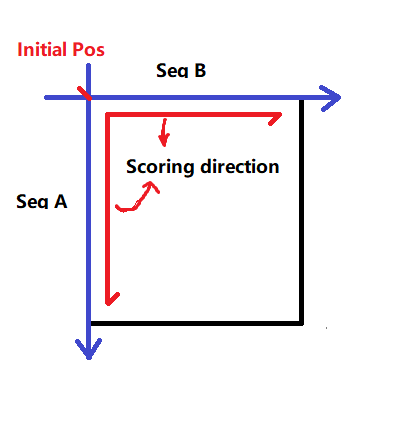 Initial Pos
Seq B
Scoring direction
Seq A